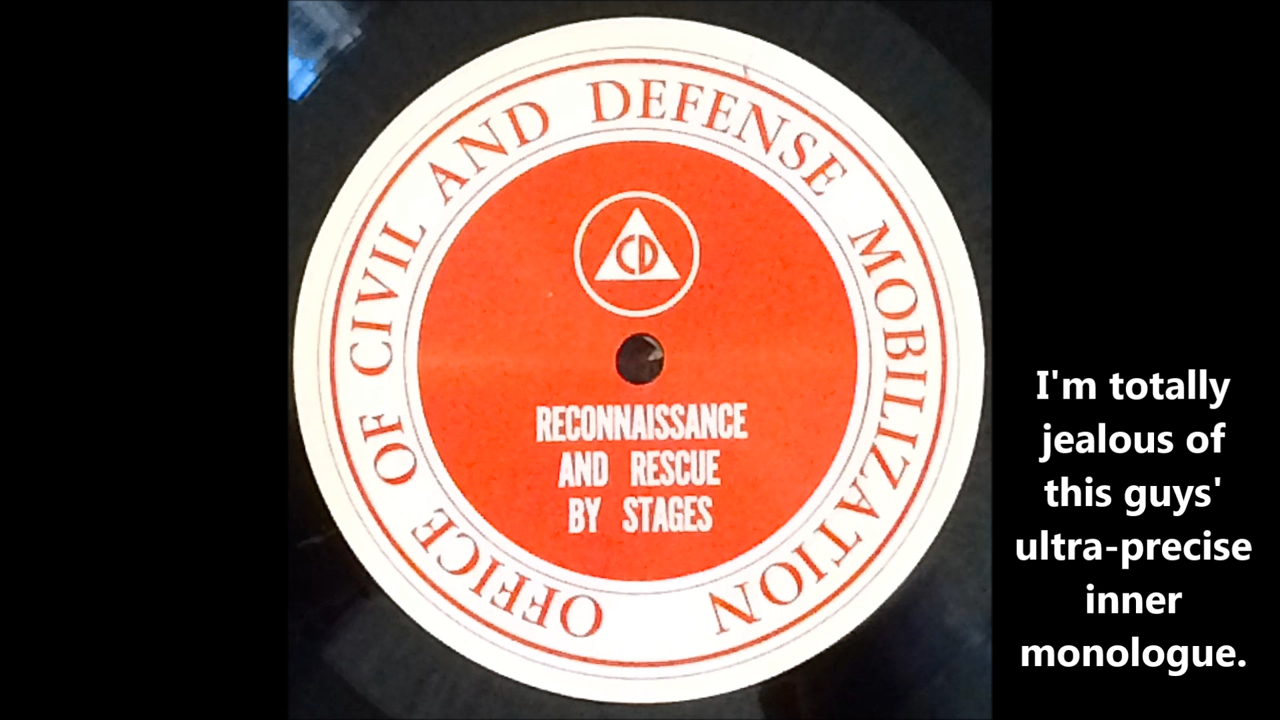 OFFICE OF CIVIL AND DEFENSE MOBILIZATION
CD
RECONNAISSANCE
AND RESCUE
BY STAGES
I'm totally
jealous of
this guys'
ultra-precise
inner
monologue.